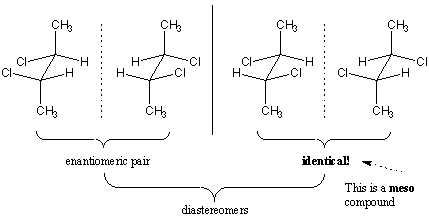 CH3 CH3 CH3 CH3
Cl H H Cl Cl H H Cl
Cl H H Cl H Cl Cl H
CH3 CH3 CH3 CH3
enantiomeric pair
identical!
This is a meso
compound
diastereomers